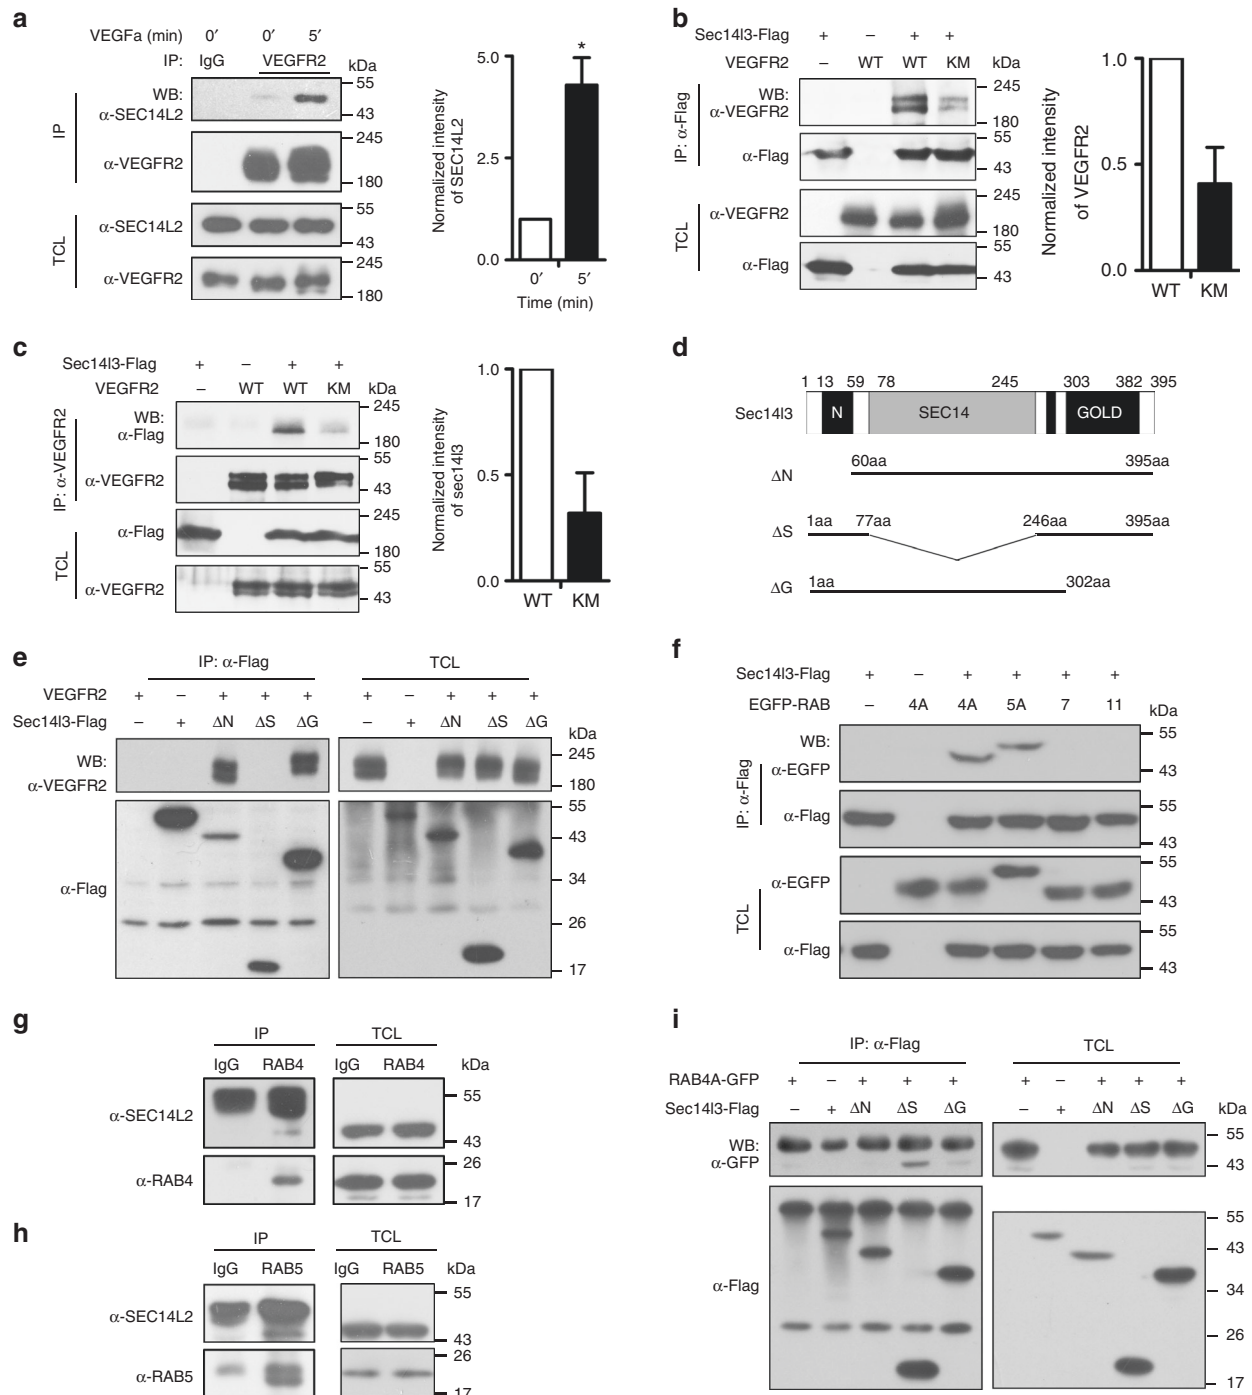 a
VEGFa (min) 0′ 0′ 5′
IP: IgG VEGFR2 kDa
IP
WB:
α-SEC14L2
55
43
α-VEGFR2
245
180
TCL
α-SEC14L2
55
43
α-VEGFR2
245
180
Normalized intensity
of SEC14L2
5.0
2.5
0.0
*
0′ 5′
Time (min)
b
Sec14l3-Flag + – + +
VEGFR2 – WT WT KM kDa
IP: α-Flag
WB:
α-VEGFR2
245
180
α-Flag
55
43
TCL
α-VEGFR2
245
180
α-Flag
55
43
Normalized intensity
of VEGFR2
1.0
0.5
0.0
WT KM
c
Sec14l3-Flag + – + +
VEGFR2 – WT WT KM kDa
IP: α-VEGFR2
WB:
α-Flag
245
180
α-VEGFR2
55
43
TCL
α-Flag
245
180
α-VEGFR2
55
43
Normalized intensity
of sec14l3
1.0
0.5
0.0
WT KM
d
1 13 59 78 245 303 382 395
Sec14l3 N SEC14 GOLD
ΔN 60aa 395aa
ΔS 1aa 77aa 246aa 395aa
ΔG 1aa 302aa
e
IP: α-Flag TCL
VEGFR2 + – + + + + – + + +
Sec14l3-Flag – + ΔN ΔS ΔG – + ΔN ΔS ΔG
kDa
WB:
α-VEGFR2
245
180
α-Flag
55
43
34
26
17
f
Sec14l3-Flag + – + + + +
EGFP-RAB – 4A 4A 5A 7 11
kDa
IP: α-Flag
WB:
α-EGFP
55
43
α-Flag
55
43
TCL
α-EGFP
55
43
α-Flag
55
43
g
IP TCL
IgG RAB4 IgG RAB4 kDa
α-SEC14L2
55
43
α-RAB4
26
17
h
IP TCL
IgG RAB5 IgG RAB5 kDa
α-SEC14L2
55
43
α-RAB5
26
17
i
IP: α-Flag TCL
RAB4A-GFP + – + + + + – + + +
Sec14l3-Flag – + ΔN ΔS ΔG – + ΔN ΔS ΔG kDa
WB:
α-GFP
55
43
α-Flag
55
43
34
26
17